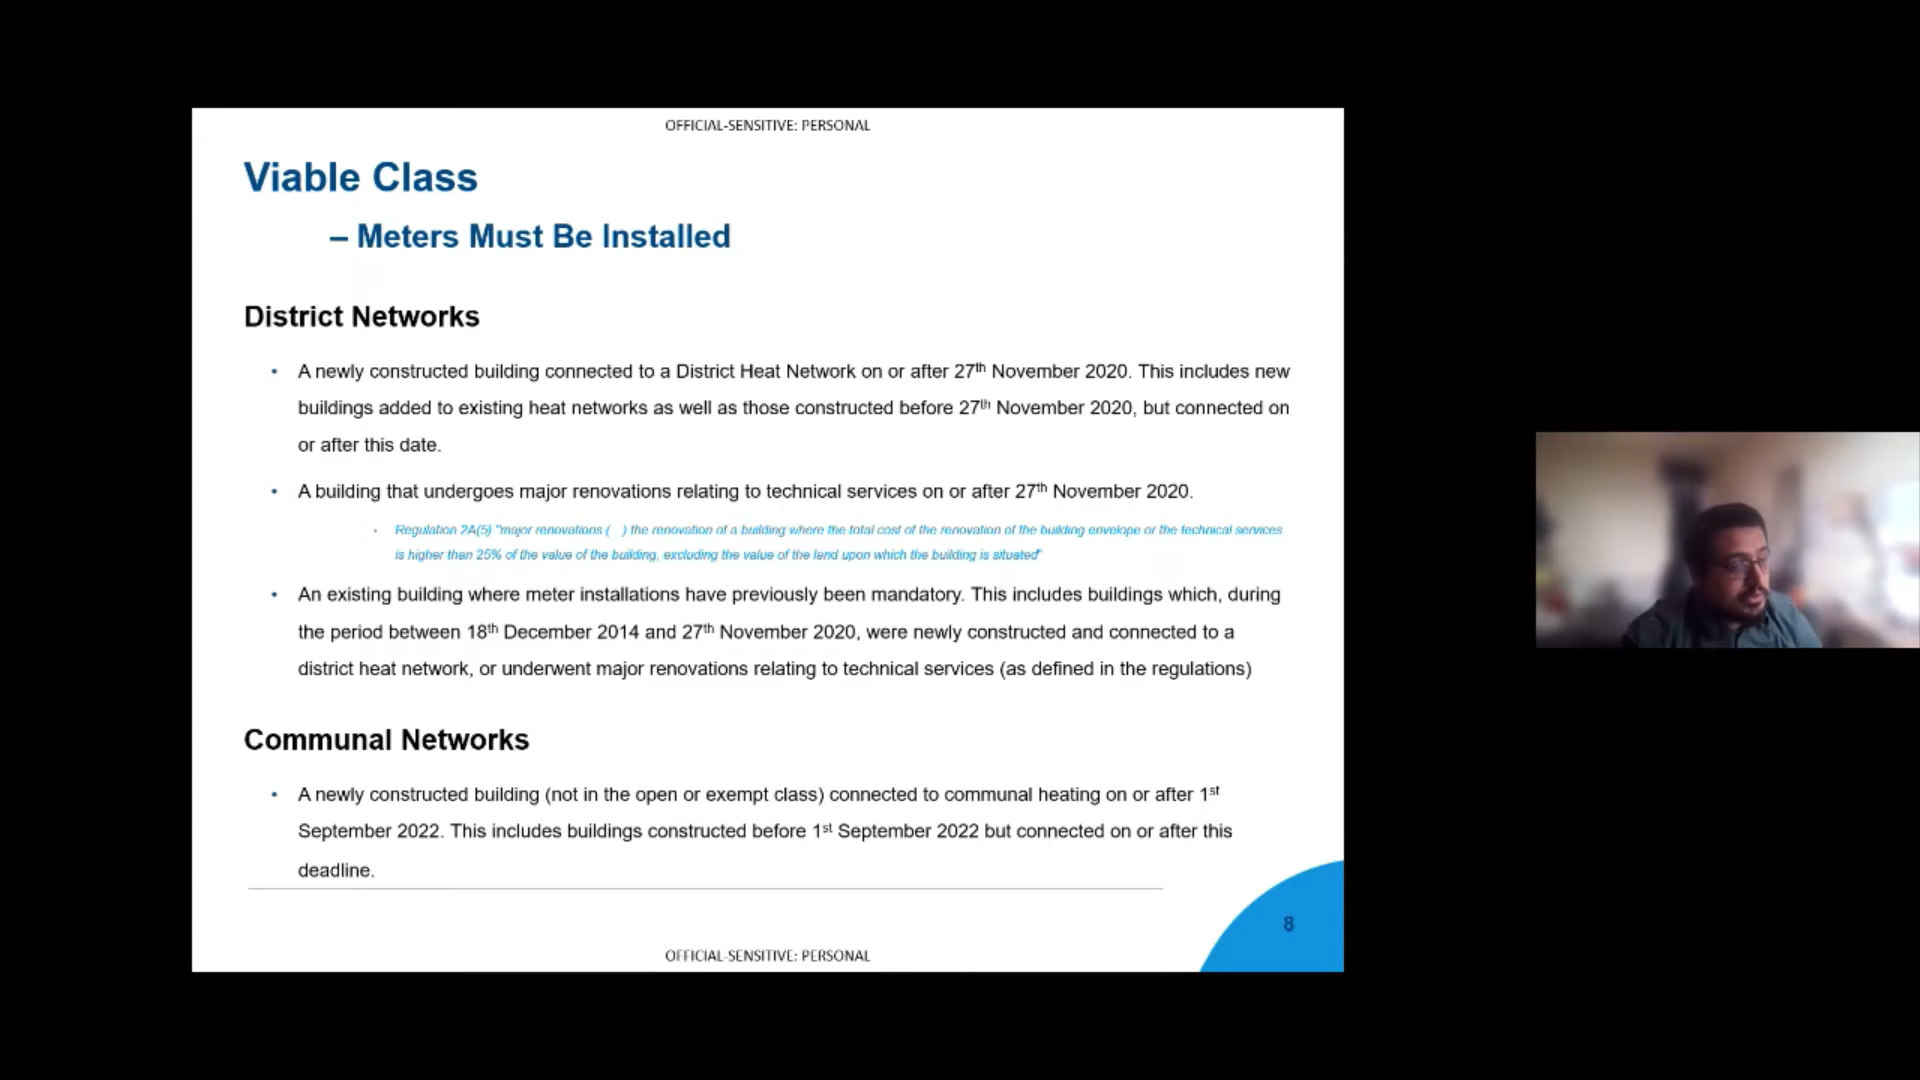 OFFICIAL-SENSITIVE: PERSONAL
Viable Class
– Meters Must Be Installed
District Networks
• A newly constructed building connected to a District Heat Network on or after 27th November 2020. This includes new
buildings added to existing heat networks as well as those constructed before 27th November 2020, but connected on
or after this date.
• A building that undergoes major renovations relating to technical services on or after 27th November 2020.
• Regulation 2A(5) "major renovations ( ) the renovation of a building where the total cost of the renovation of the building envelope or the technical services
is higher than 25% of the value of the building, excluding the value of the land upon which the building is situated"
• An existing building where meter installations have previously been mandatory. This includes buildings which, during
the period between 18th December 2014 and 27th November 2020, were newly constructed and connected to a
district heat network, or underwent major renovations relating to technical services (as defined in the regulations)
Communal Networks
• A newly constructed building (not in the open or exempt class) connected to communal heating on or after 1st
September 2022. This includes buildings constructed before 1st September 2022 but connected on or after this
deadline.
8
OFFICIAL-SENSITIVE: PERSONAL